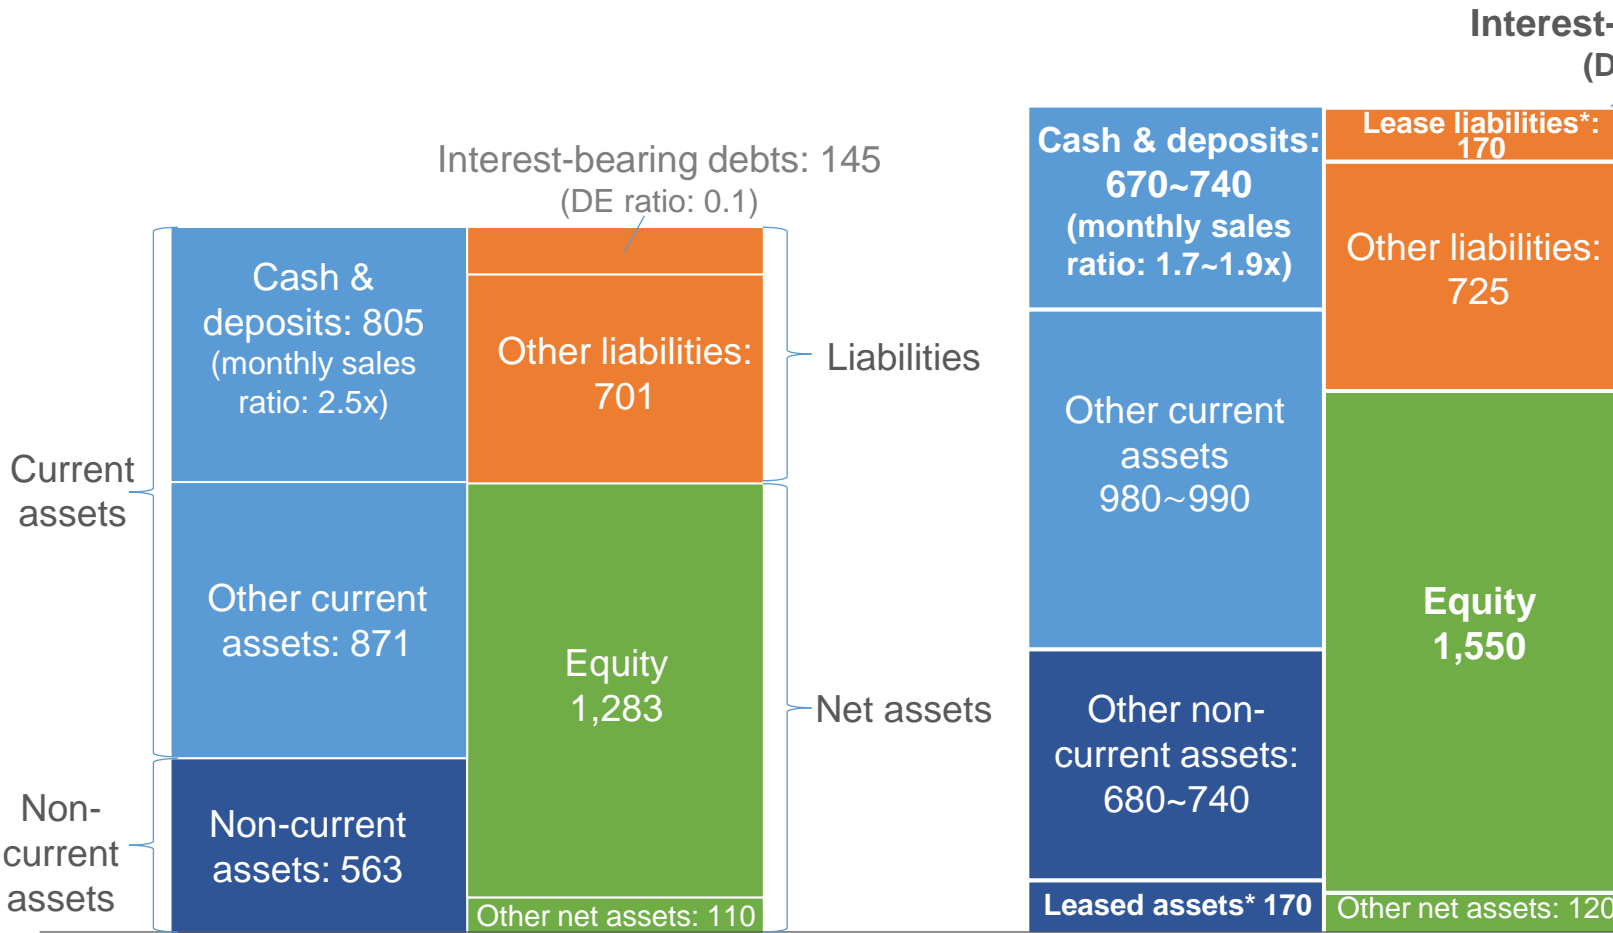 Interest-
(D
Interest-bearing debts: 145
(DE ratio: 0.1)
Cash &
deposits: 805
(monthly sales
ratio: 2.5x)
Other liabilities:
701
Liabilities
Current
assets
Other current
assets: 871
Equity
1,283
Net assets
Non-
current
assets
Non-current
assets: 563
Other net assets: 110
Cash & deposits:
670~740
(monthly sales
ratio: 1.7~1.9x)
Lease liabilities*:
170
Other liabilities:
725
Other current
assets
980~990
Equity
1,550
Other non-
current assets:
680~740
Leased assets* 170
Other net assets: 120